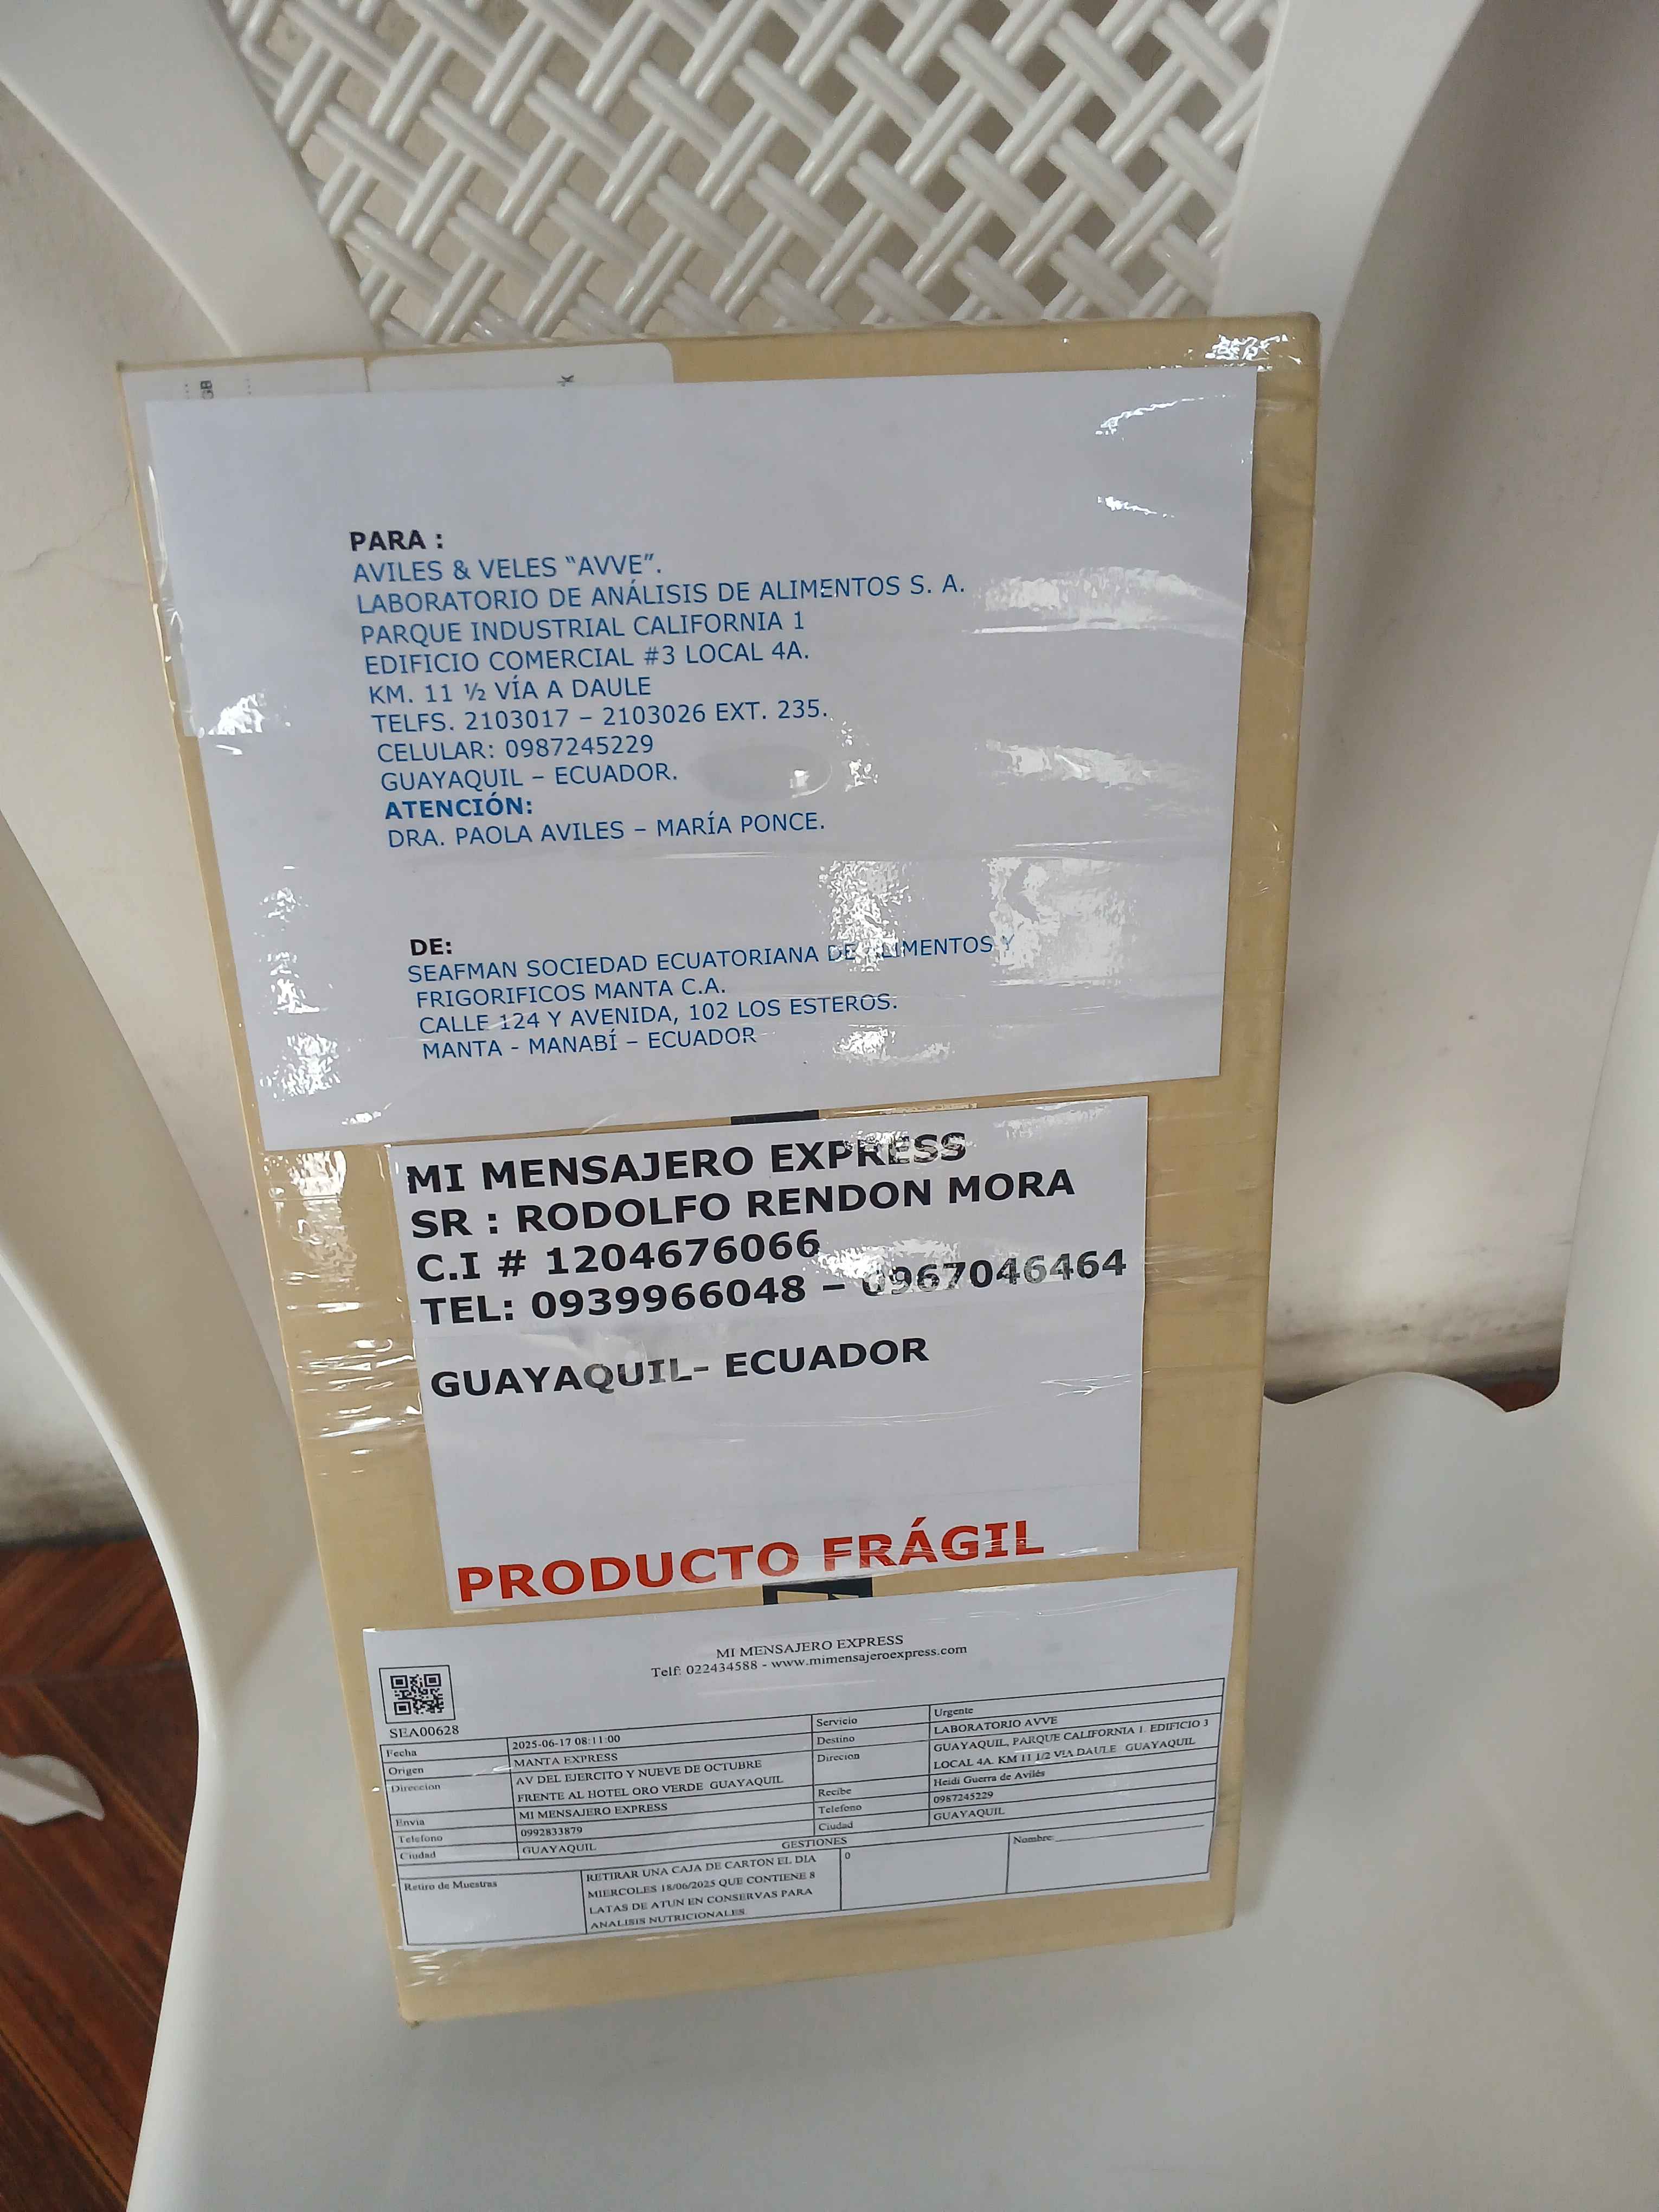 GB
PARA :
AVILES & VELES “AVVE”.
LABORATORIO DE ANÁLISIS DE ALIMENTOS S. A.
PARQUE INDUSTRIAL CALIFORNIA 1
EDIFICIO COMERCIAL #3 LOCAL 4A.
KM. 11 ½ VÍA A DAULE
TELFS. 2103017 – 2103026 EXT. 235.
CELULAR: 0987245229
GUAYAQUIL – ECUADOR.
ATENCIÓN:
DRA. PAOLA AVILES – MARÍA PONCE.
DE:
SEAFMAN SOCIEDAD ECUATORIANA DE ALIMENTOS Y
FRIGORIFICOS MANTA C.A.
CALLE 124 Y AVENIDA, 102 LOS ESTEROS.
MANTA - MANABÍ – ECUADOR
MI MENSAJERO EXPRESS
SR : RODOLFO RENDON MORA
C.I # 1204676066
TEL: 0939966048 – 0967046464
GUAYAQUIL- ECUADOR
PRODUCTO FRÁGIL
MI MENSAJERO EXPRESS
Telf: 022434588 - www.mimensajeroexpress.com
SEA00628
Fecha 2025-06-17 08:11:00 Servicio Urgente
Origen MANTA EXPRESS Destino LABORATORIO AVVE
Direccion AV DEL EJERCITO Y NUEVE DE OCTUBRE Direcion GUAYAQUIL, PARQUE CALIFORNIA 1. EDIFICIO 3
FRENTE AL HOTEL ORO VERDE GUAYAQUIL LOCAL 4A. KM 11 1/2 VIA DAULE GUAYAQUIL
Envia MI MENSAJERO EXPRESS Recibe Heidi Guerra de Avilés
Telefono 0992833879 Telefono 0987245229
Ciudad GUAYAQUIL Ciudad GUAYAQUIL
GESTIONES
Retiro de Muestras RETIRAR UNA CAJA DE CARTON EL DIA 0 Nombre:
MIERCOLES 18/06/2025 QUE CONTIENE 8
LATAS DE ATUN EN CONSERVAS PARA
ANALISIS NUTRICIONALES